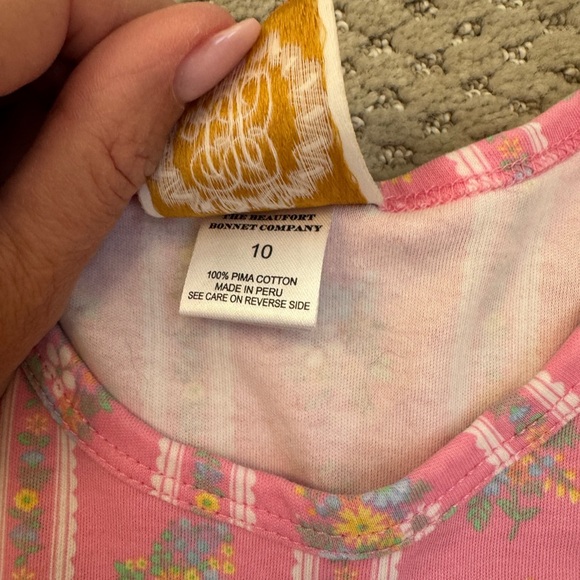 THE BEAUFORT
BONNET COMPANY
10
100% PIMA COTTON
MADE IN PERU
SEE CARE ON REVERSE SIDE